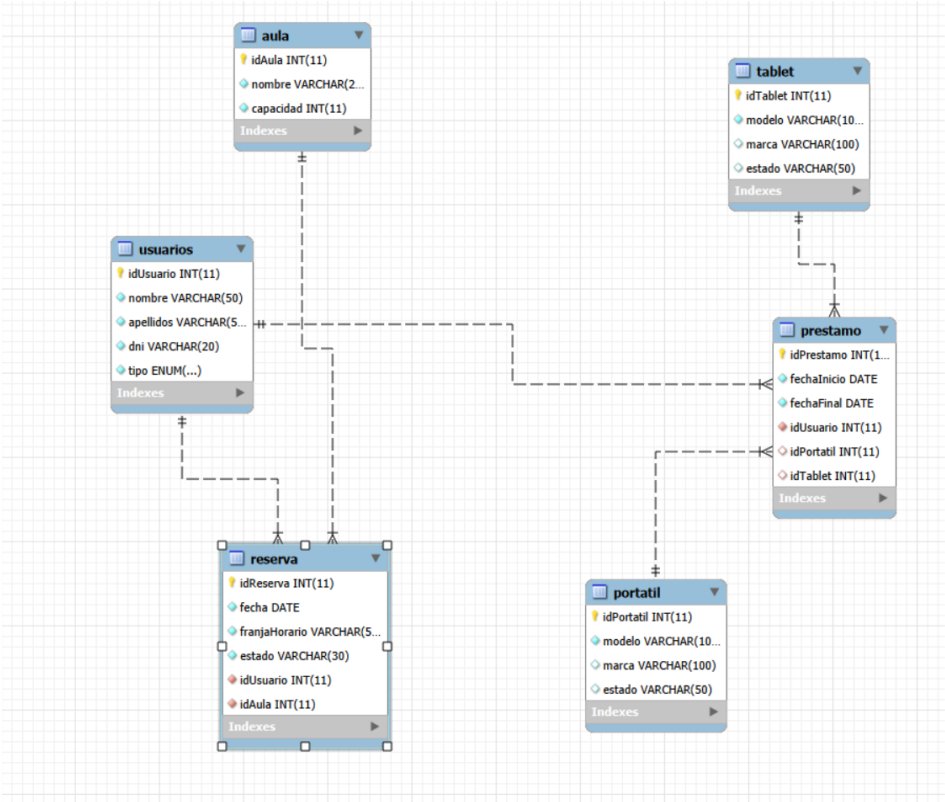 aula
idAula INT(11)
nombre VARCHAR(2...
capacidad INT(11)
Indexes
tablet
idTablet INT(11)
modelo VARCHAR(10...
marca VARCHAR(100)
estado VARCHAR(50)
Indexes
usuarios
idUsuario INT(11)
nombre VARCHAR(50)
apellidos VARCHAR(5...
dni VARCHAR(20)
tipo ENUM(...)
Indexes
prestamo
idPrestamo INT(1...
fechaInicio DATE
fechaFinal DATE
idUsuario INT(11)
idPortatil INT(11)
idTablet INT(11)
Indexes
reserva
idReserva INT(11)
fecha DATE
franjaHorario VARCHAR(5...
estado VARCHAR(30)
idUsuario INT(11)
idAula INT(11)
Indexes
portatil
idPortatil INT(11)
modelo VARCHAR(10...
marca VARCHAR(100)
estado VARCHAR(50)
Indexes